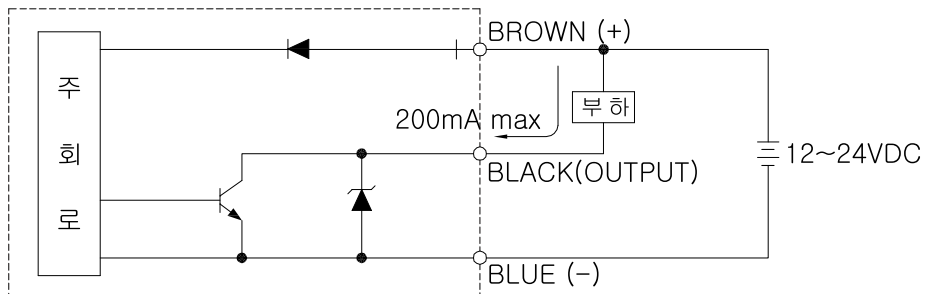 BROWN (+)
주회로
부하
200mA max
12~24VDC
BLACK(OUTPUT)
BLUE (-)